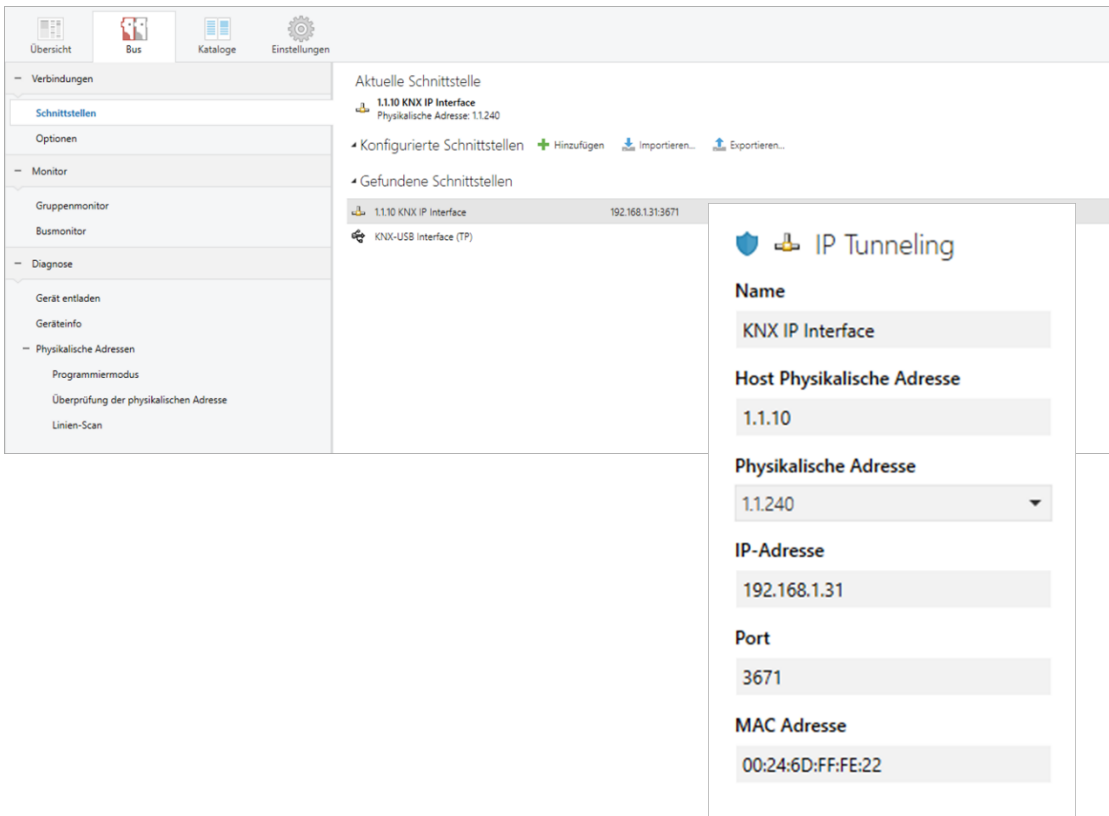 Übersicht
Bus
Kataloge
Einstellungen
Verbindungen
Schnittstellen
Optionen
Monitor
Gruppenmonitor
Busmonitor
Diagnose
Gerät entladen
Geräteinfo
Physikalische Adressen
Programmiermodus
Überprüfung der physikalischen Adresse
Linien-Scan
Aktuelle Schnittstelle
1.1.10 KNX IP Interface
Physikalische Adresse: 1.1.240
Konfigurierte Schnittstellen Hinzufügen Importieren... Exportieren...
Gefundene Schnittstellen
1.1.10 KNX IP Interface 192.168.1.31:3671
KNX-USB Interface (TP)
IP Tunneling
Name
KNX IP Interface
Host Physikalische Adresse
1.1.10
Physikalische Adresse
1.1.240
IP-Adresse
192.168.1.31
Port
3671
MAC Adresse
00:24:6D:FF:FE:22